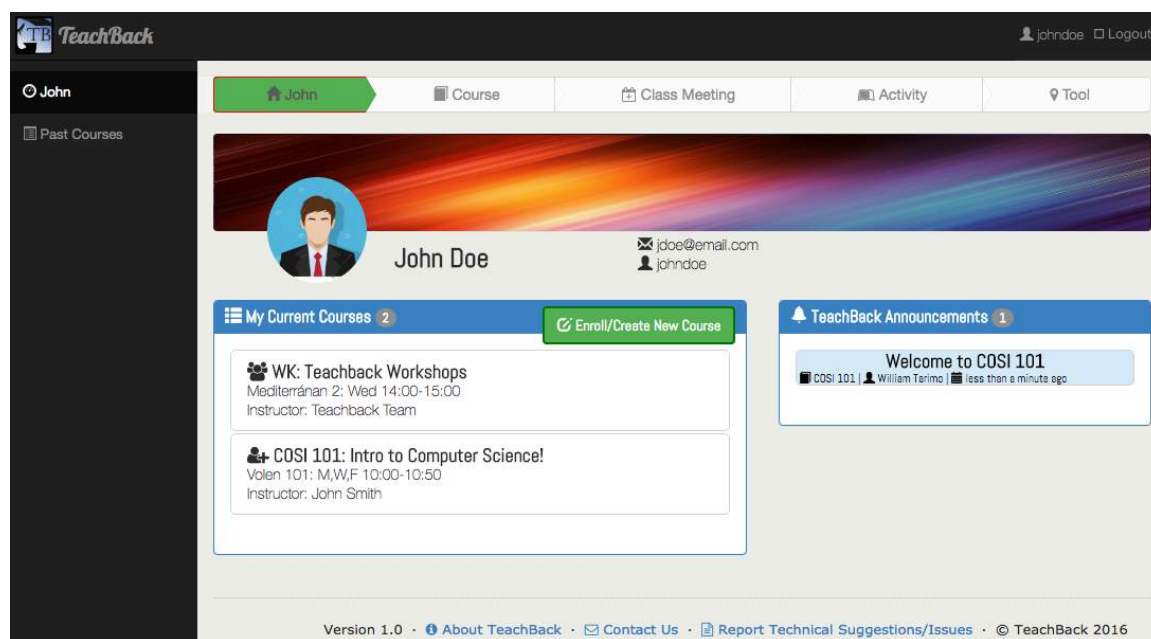 TB TeachBack
johndoe Logout
John
Past Courses
John
Course
Class Meeting
Activity
Tool
John Doe
jdoe@email.com
johndoe
My Current Courses 2
Enroll/Create New Course
WK: Teachback Workshops
Mediterránan 2: Wed 14:00-15:00
Instructor: Teachback Team
COSI 101: Intro to Computer Science!
Volen 101: M,W,F 10:00-10:50
Instructor: John Smith
TeachBack Announcements 1
Welcome to COSI 101
COSI 101 | William Tarimo | less than a minute ago
Version 1.0 · About TeachBack · Contact Us · Report Technical Suggestions/Issues · © TeachBack 2016